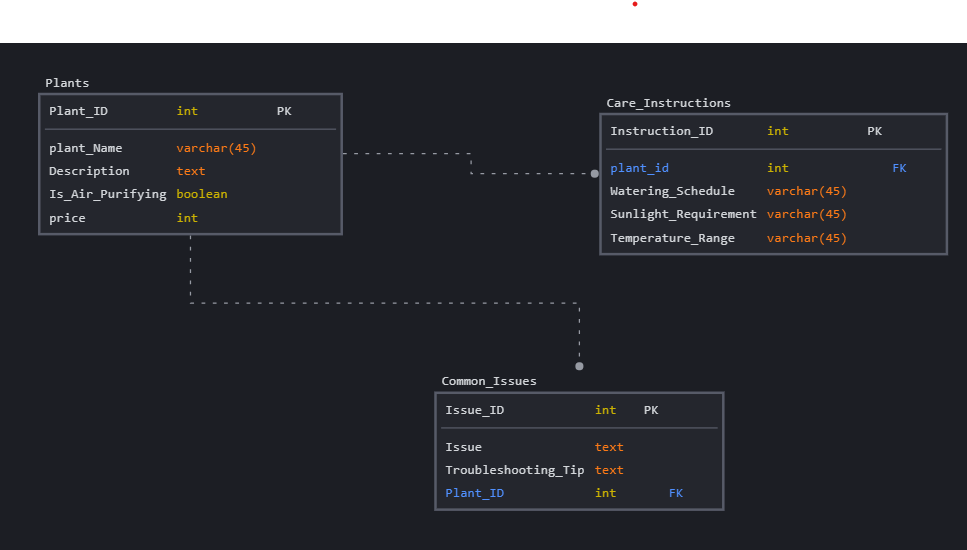 Plants
Plant_ID int PK
plant_Name varchar(45)
Description text
Is_Air_Purifying boolean
price int
Care_Instructions
Instruction_ID int PK
plant_id int FK
Watering_Schedule varchar(45)
Sunlight_Requirement varchar(45)
Temperature_Range varchar(45)
Common_Issues
Issue_ID int PK
Issue text
Troubleshooting_Tip text
Plant_ID int FK